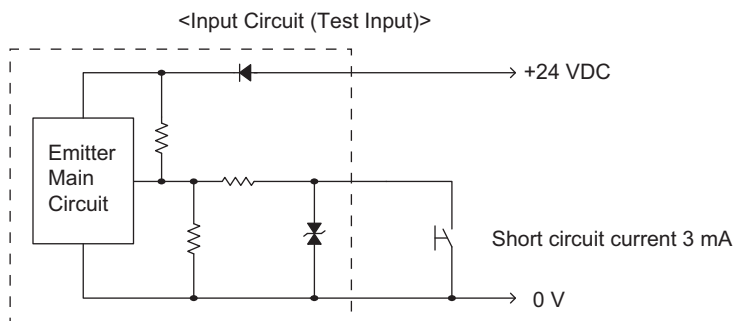 <Input Circuit (Test Input)>
+24 VDC
Emitter
Main
Circuit
Short circuit current 3 mA
0 V